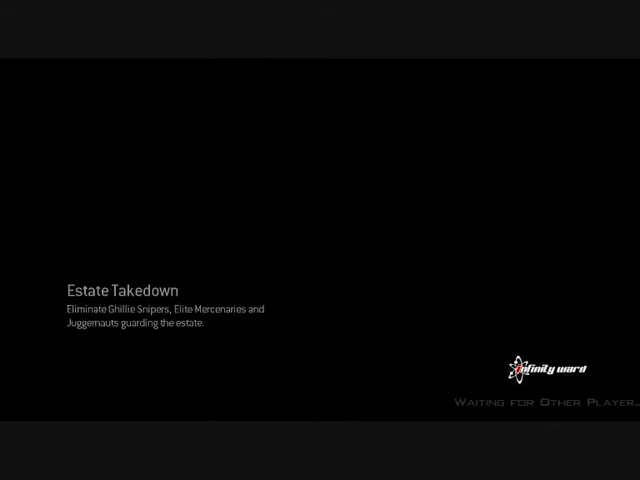 Estate Takedown
Eliminate Ghillie Snipers, Elite Mercenaries and
Juggernauts guarding the estate.
infinity ward
Waiting for Other Player..